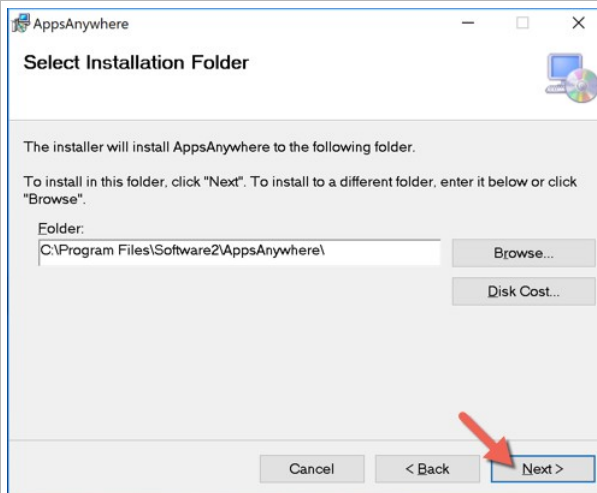 AppsAnywhere
Select Installation Folder
The installer will install AppsAnywhere to the following folder.
To install in this folder, click "Next". To install to a different folder, enter it below or click
"Browse".
Folder:
C:\Program Files\Software2\AppsAnywhere\
Browse...
Disk Cost...
Cancel
< Back
Next >